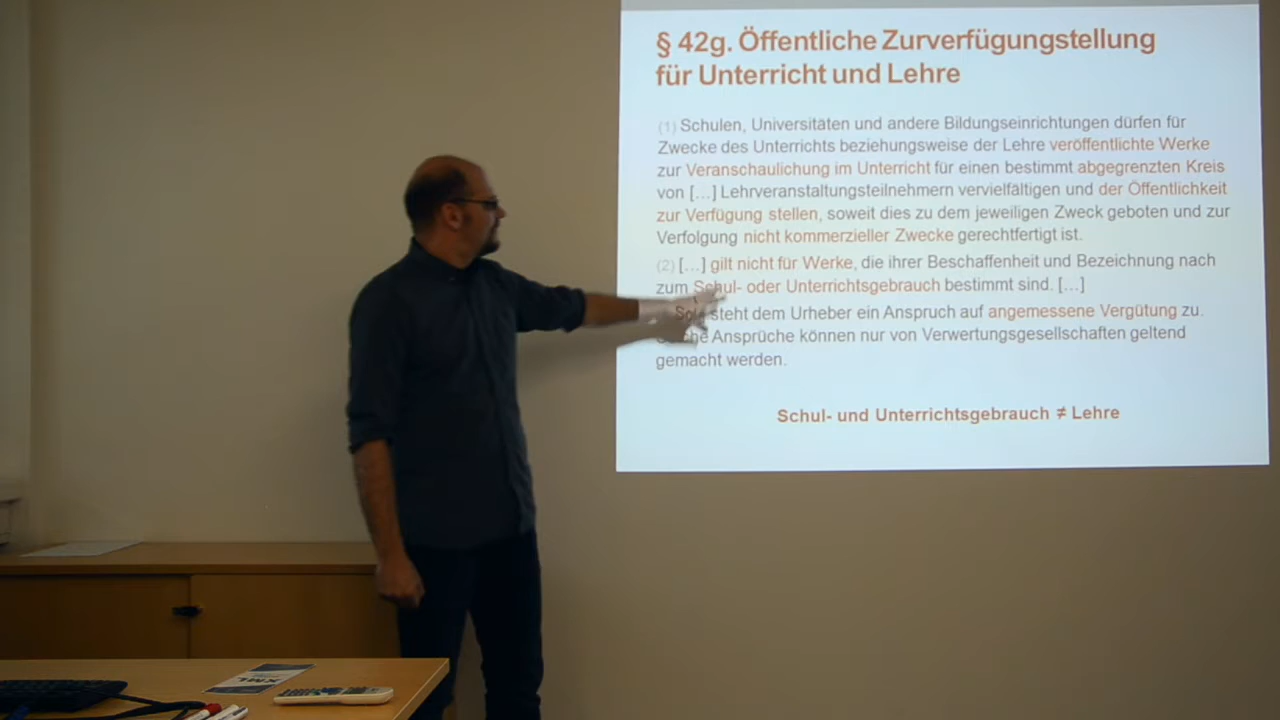 § 42g. Öffentliche Zurverfügungstellung
für Unterricht und Lehre
(1) Schulen, Universitäten und andere Bildungseinrichtungen dürfen für
Zwecke des Unterrichts beziehungsweise der Lehre veröffentlichte Werke
zur Veranschaulichung im Unterricht für einen bestimmt abgegrenzten Kreis
von [...] Lehrveranstaltungsteilnehmern vervielfältigen und der Öffentlichkeit
zur Verfügung stellen, soweit dies zu dem jeweiligen Zweck geboten und zur
Verfolgung nicht kommerzieller Zwecke gerechtfertigt ist.
(2) [...] gilt nicht für Werke, die ihrer Beschaffenheit und Bezeichnung nach
zum Schul- oder Unterrichtsgebrauch bestimmt sind. [...]
steht dem Urheber ein Anspruch auf angemessene Vergütung zu.
Ansprüche können nur von Verwertungsgesellschaften geltend
gemacht werden.
Schul- und Unterrichtsgebrauch ≠ Lehre
KML